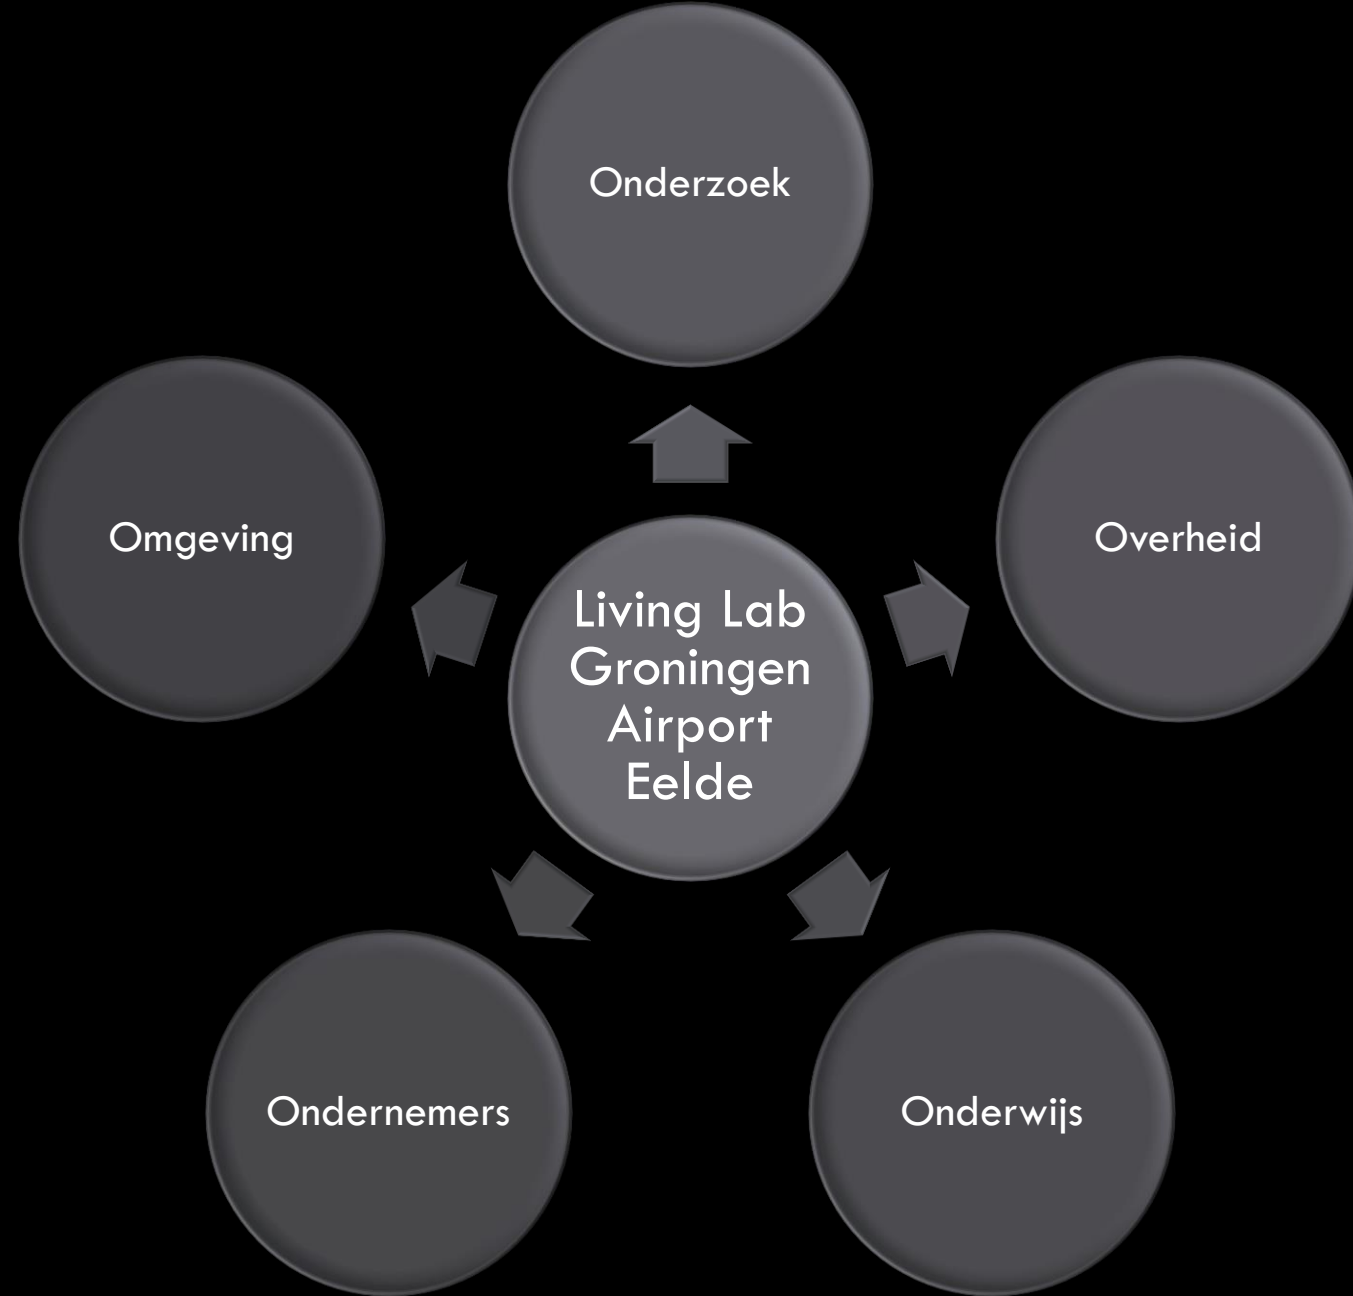 Onderzoek
Omgeving
Overheid
Living Lab
Groningen
Airport
Eelde
Ondernemers
Onderwijs